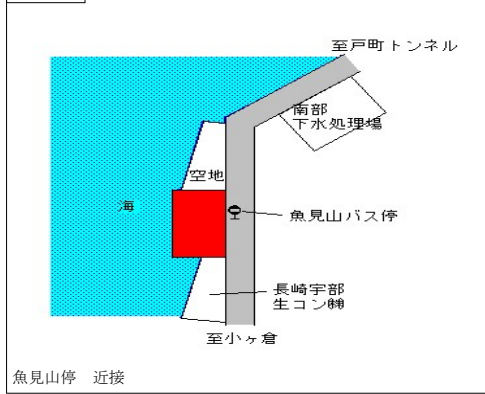 至戸町トンネル
南部
下水処理場
空地
海
魚見山バス停
長崎宇部
生コン㈱
至小ヶ倉
魚見山停　近接